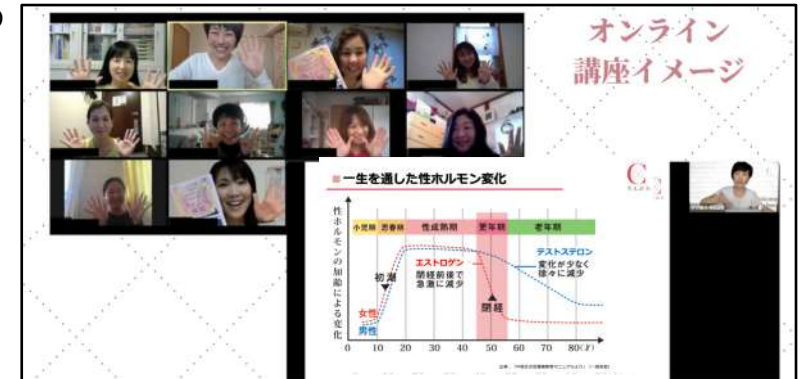 オンライン
講座イメージ
■一生を通した性ホルモン変化
性ホルモンの加齢による変化
小児期 思春期 性成熟期 更年期 老年期
エストロゲン
閉経前後で
急激に減少
テストステロン
変化が少なく
徐々に減少
初潮
閉経
女性
男性
0 10 20 30 40 50 60 70 80(才)